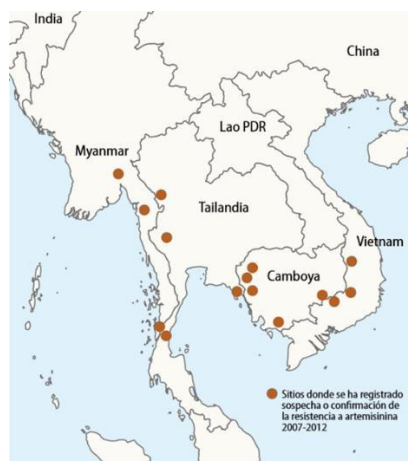 India
China
Lao PDR
Myanmar
Tailandia
Vietnam
Camboya
Sitios donde se ha registrado
sospecha o confirmación de
la resistencia a artemisinina
2007-2012